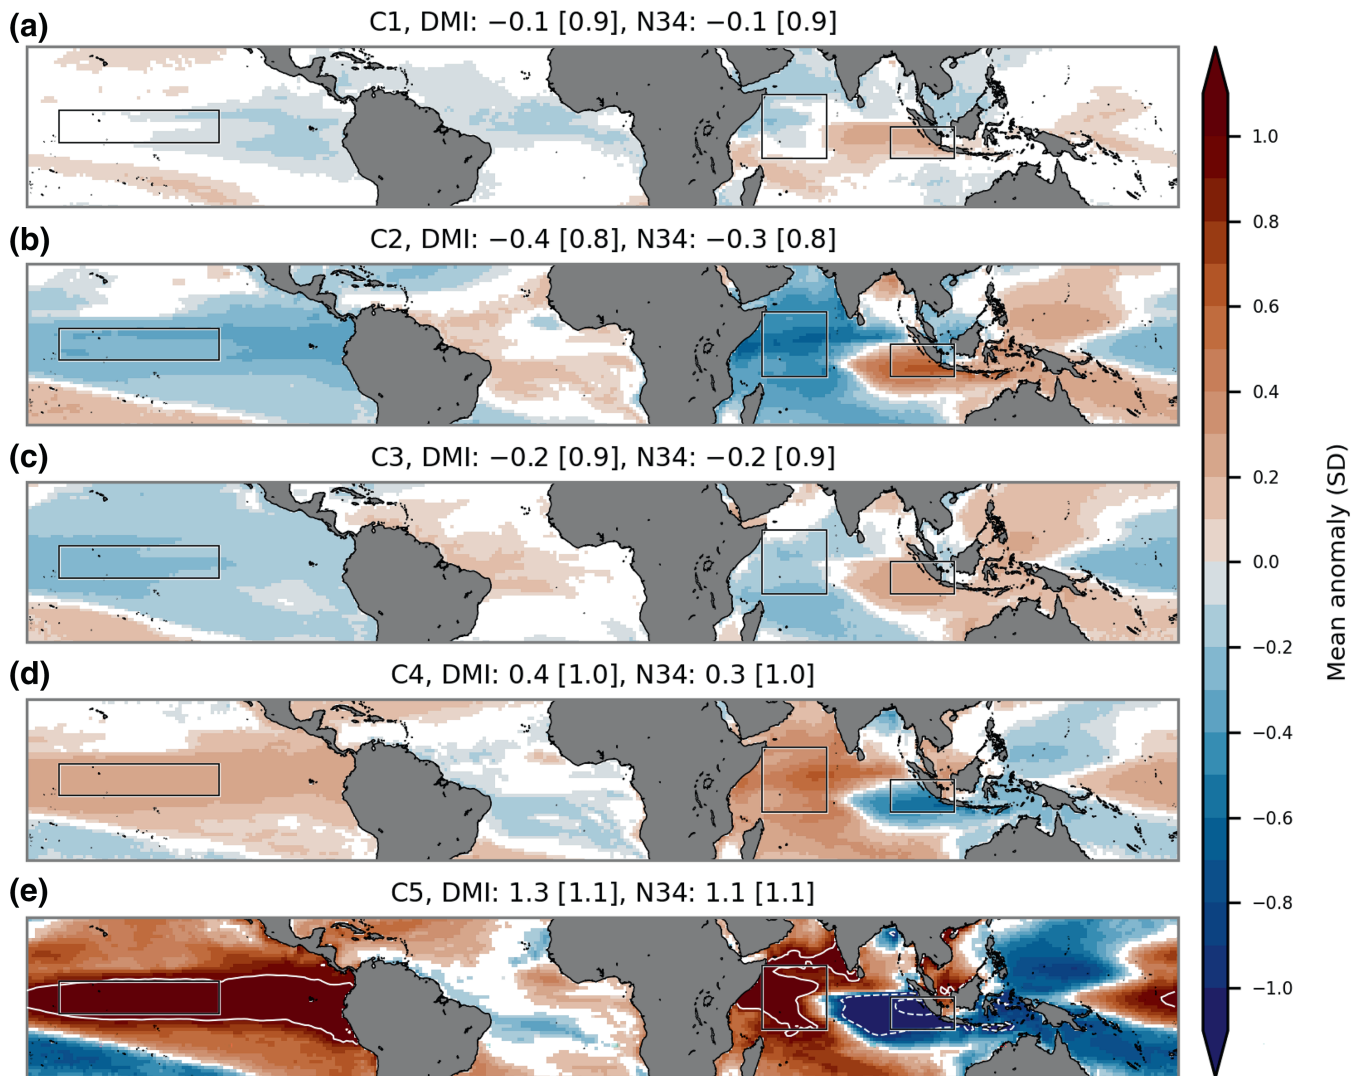 (a)
C1, DMI: −0.1 [0.9], N34: −0.1 [0.9]
(b)
C2, DMI: −0.4 [0.8], N34: −0.3 [0.8]
(c)
C3, DMI: −0.2 [0.9], N34: −0.2 [0.9]
(d)
C4, DMI: 0.4 [1.0], N34: 0.3 [1.0]
(e)
C5, DMI: 1.3 [1.1], N34: 1.1 [1.1]
1.0
0.8
0.6
0.4
0.2
0.0
−0.2
−0.4
−0.6
−0.8
−1.0
Mean anomaly (SD)